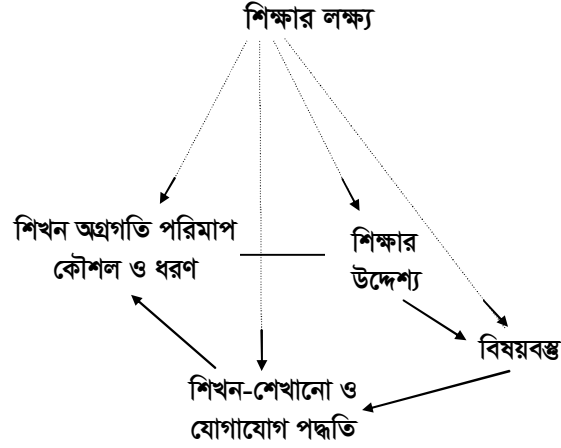 শিক্ষার লক্ষ্য
শিখন অগ্রগতি পরিমাপ
কৌশল ও ধরণ
শিক্ষার
উদ্দেশ্য
বিষয়বস্তু
শিখন-শেখানো ও
যোগাযোগ পদ্ধতি